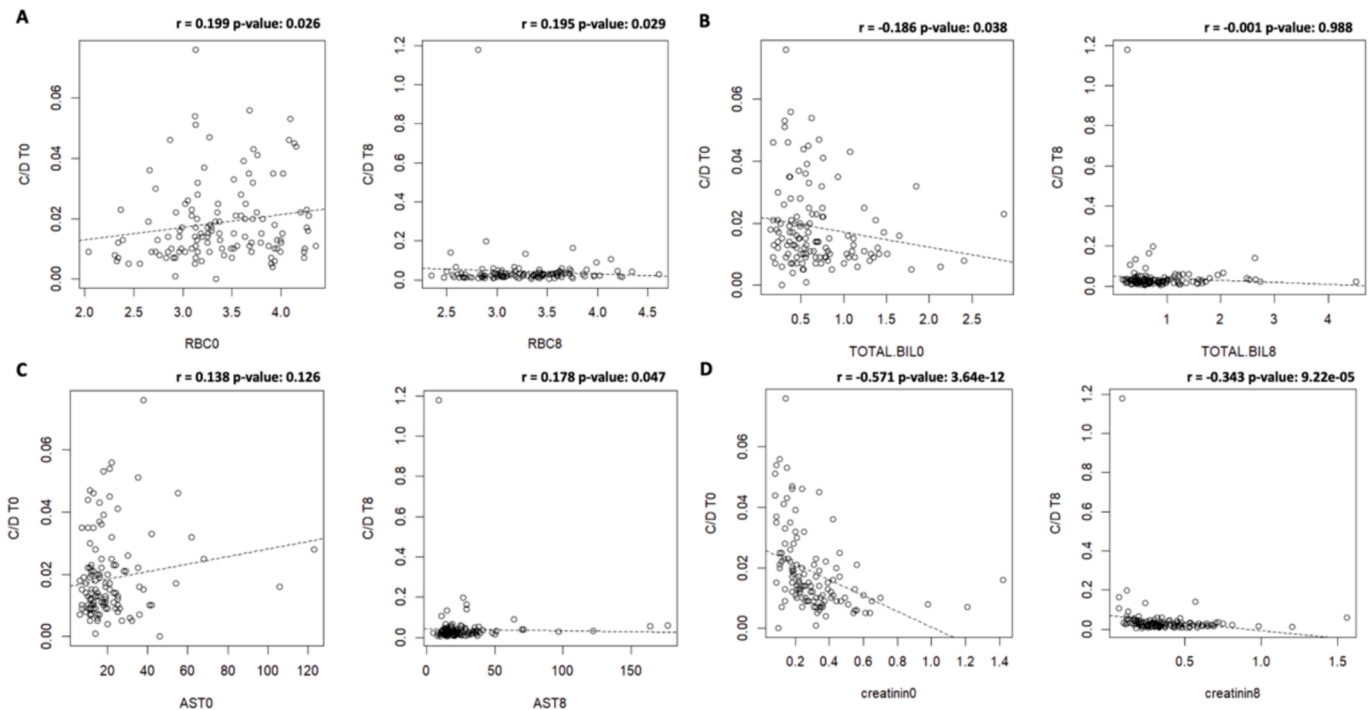 A
r = 0.199 p-value: 0.026
C/D T0
0.06
0.04
0.02
0.00
2.0 2.5 3.0 3.5 4.0
RBC0
r = 0.195 p-value: 0.029
C/D T8
1.2
1.0
0.8
0.6
0.4
0.2
0.0
2.5 3.0 3.5 4.0 4.5
RBC8
B
r = -0.186 p-value: 0.038
C/D T0
0.06
0.04
0.02
0.00
0.5 1.0 1.5 2.0 2.5
TOTAL.BIL0
r = -0.001 p-value: 0.988
C/D T8
1.2
1.0
0.8
0.6
0.4
0.2
0.0
1 2 3 4
TOTAL.BIL8
C
r = 0.138 p-value: 0.126
C/D T0
0.06
0.04
0.02
0.00
20 40 60 80 100 120
AST0
r = 0.178 p-value: 0.047
C/D T8
1.2
1.0
0.8
0.6
0.4
0.2
0.0
0 50 100 150
AST8
D
r = -0.571 p-value: 3.64e-12
C/D T0
0.06
0.04
0.02
0.00
0.2 0.4 0.6 0.8 1.0 1.2 1.4
creatinin0
r = -0.343 p-value: 9.22e-05
C/D T8
1.2
1.0
0.8
0.6
0.4
0.2
0.0
0.5 1.0 1.5
creatinin8